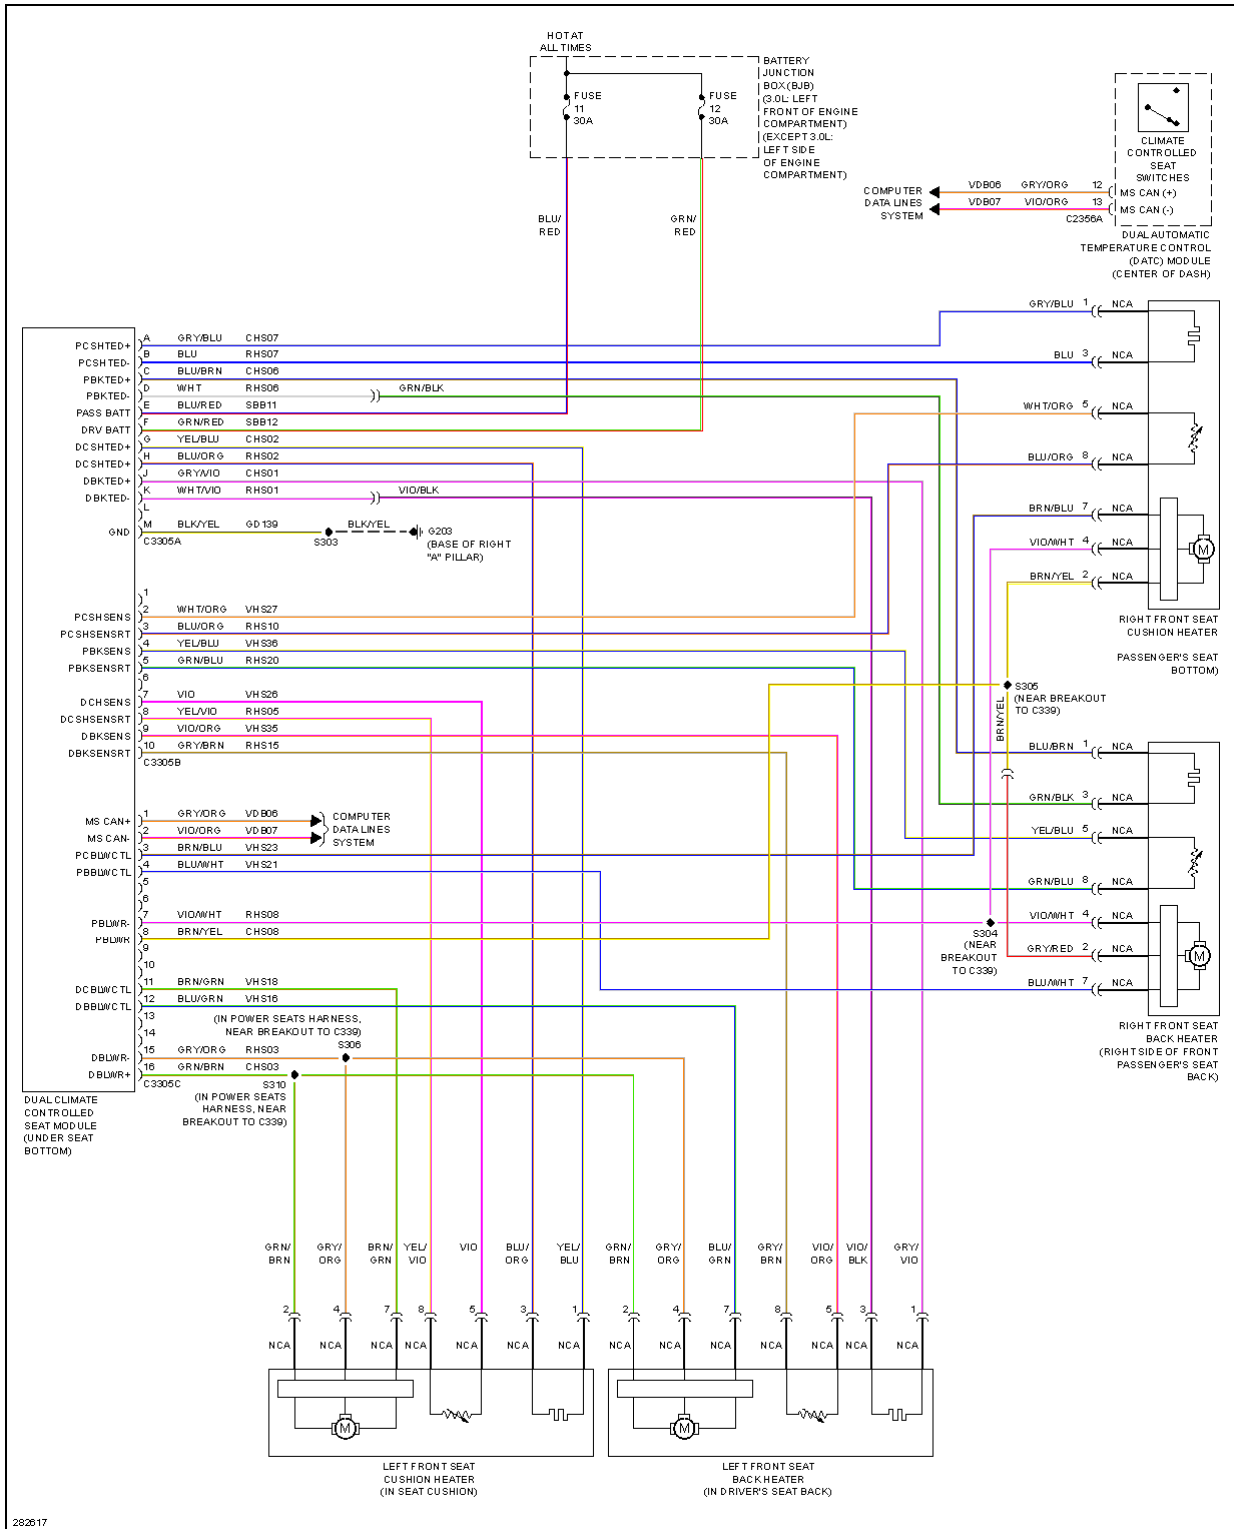 HOT AT
ALL TIMES
FUSE
11
30A
FUSE
12
30A
BATTERY
JUNCTION
BOX (BJB)
(3.0L: LEFT
FRONT OF ENGINE
COMPARTMENT)
(EXCEPT 3.0L:
LEFT SIDE
OF ENGINE
COMPARTMENT)
BLU/
RED
GRN/
RED
CLIMATE
CONTROLLED
SEAT
SWITCHES
COMPUTER
DATA LINES
SYSTEM
VDB06 GRY/ORG 12 MS CAN (+)
VDB07 VIO/ORG 13 MS CAN (-)
C2356A
DUAL AUTOMATIC
TEMPERATURE CONTROL
(DATC) MODULE
(CENTER OF DASH)
PCSHTED+ A GRY/BLU CHS07
PCSHTED- B BLU RHS07
PBKTED+ C BLU/BRN CHS06
PBKTED- D WHT RHS06 GRN/BLK
PASS BATT E BLU/RED SBB11
DRV BATT F GRN/RED SBB12
DCSHTED+ G YEL/BLU CHS02
DCSHTED+ H BLU/ORG RHS02
DBKTED+ J GRY/VIO CHS01
DBKTED- K WHT/VIO RHS01 VIO/BLK
L
GND M BLK/YEL GD139 BLK/YEL G203
C3305A
S303
(BASE OF RIGHT
"A" PILLAR)
1
PCSHSENS 2 WHT/ORG VHS27
PCSHSENSRT 3 BLU/ORG RHS10
PBKSENS 4 YEL/BLU VHS36
PBKSENSRT 5 GRN/BLU RHS20
6
DCHSENS 7 VIO VHS26
DCSHSENSRT 8 YEL/VIO RHS05
DBKSENS 9 VIO/ORG VHS35
DBKSENSRT 10 GRY/BRN RHS15
C3305B
MS CAN+ 1 GRY/ORG VDB06
MS CAN- 2 VIO/ORG VDB07
COMPUTER
DATA LINES
SYSTEM
PCBLWCTL 3 BRN/BLU VHS23
PBBLWCTL 4 BLU/WHT VHS21
5
6
PBLWR- 7 VIO/WHT RHS08
PBLWR 8 BRN/YEL CHS08
9
10
DCBLWCTL 11 BRN/GRN VHS18
DBBLWCTL 12 BLU/GRN VHS16
13
14
DBLWR- 15 GRY/ORG RHS03
DBLWR+ 16 GRN/BRN CHS03
C3305C
(IN POWER SEATS HARNESS,
NEAR BREAKOUT TO C339)
S306
S310
(IN POWER SEATS
HARNESS, NEAR
BREAKOUT TO C339)
DUAL CLIMATE
CONTROLLED
SEAT MODULE
(UNDER SEAT
BOTTOM)
GRY/BLU 1 NCA
BLU 3 NCA
WHT/ORG 5 NCA
BLU/ORG 8 NCA
BRN/BLU 7 NCA
VIO/WHT 4 NCA
BRN/YEL 2 NCA
M
RIGHT FRONT SEAT
CUSHION HEATER
PASSENGER'S SEAT
BOTTOM)
S305
(NEAR BREAKOUT
TO C339)
BRN/YEL
BLU/BRN 1 NCA
GRN/BLK 3 NCA
YEL/BLU 5 NCA
GRN/BLU 8 NCA
VIO/WHT 4 NCA
GRY/RED 2 NCA
BLU/WHT 7 NCA
M
S304
(NEAR
BREAKOUT
TO C339)
RIGHT FRONT SEAT
BACK HEATER
(RIGHT SIDE OF FRONT
PASSENGER'S SEAT
BACK)
GRN/ GRY/ BRN/ YEL/ VIO BLU/ YEL/ GRN/ GRY/ BLU/ GRY/ VIO/ VIO/ GRY/
BRN ORG GRN VIO ORG BLU BRN ORG GRN BRN ORG BLK VIO
2 4 7 8 5 3 1 2 4 7 8 5 3 1
NCA NCA NCA NCA NCA NCA NCA NCA NCA NCA NCA NCA NCA NCA
M M
LEFT FRONT SEAT
CUSHION HEATER
(IN SEAT CUSHION)
LEFT FRONT SEAT
BACK HEATER
(IN DRIVER'S SEAT BACK)
282617